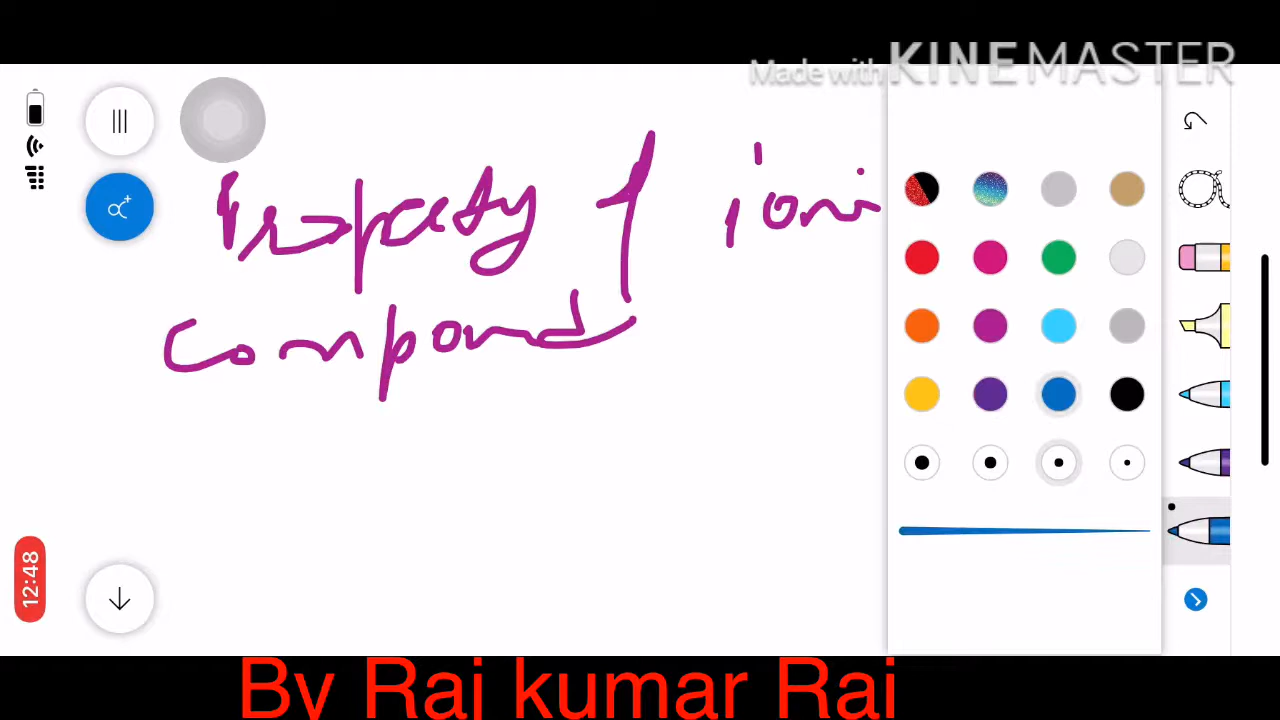 Made with KINEMASTER
Property of ioni
compound
12:48
By Raj kumar Rai